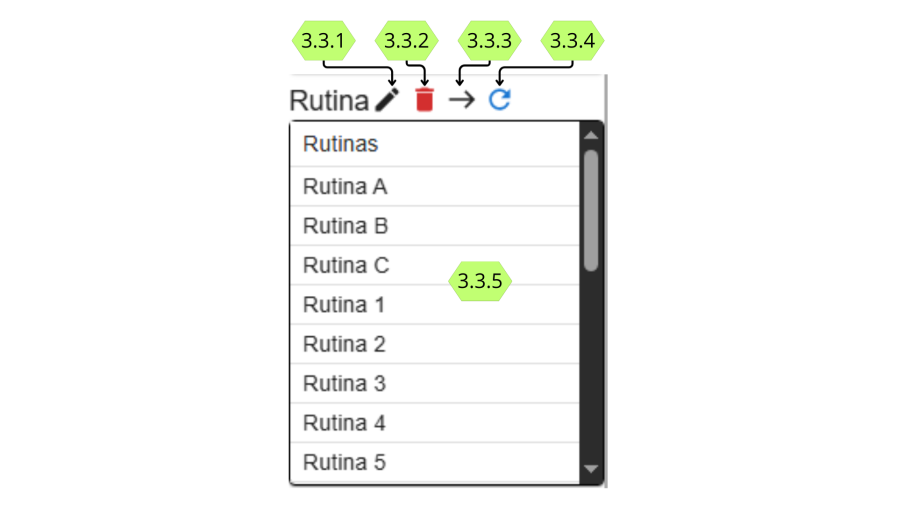 3.3.1 3.3.2 3.3.3 3.3.4
Rutina
Rutinas
Rutina A
Rutina B
Rutina C
3.3.5
Rutina 1
Rutina 2
Rutina 3
Rutina 4
Rutina 5